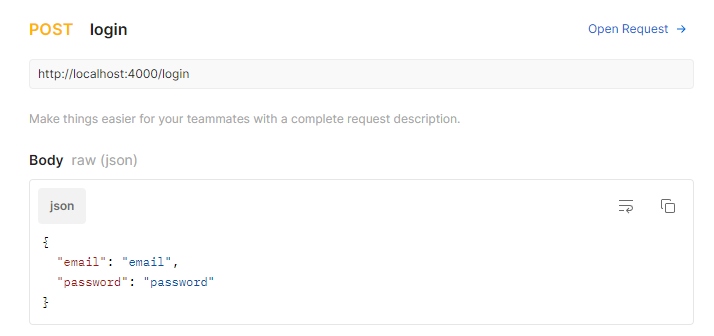 POST login
Open Request →
http://localhost:4000/login
Make things easier for your teammates with a complete request description.
Body raw (json)
json
{
  "email": "email",
  "password": "password"
}